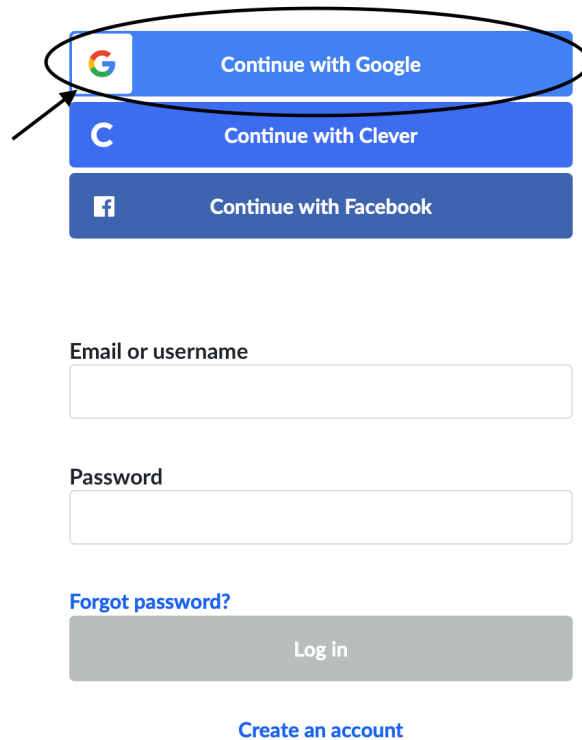 Continue with Google
Continue with Clever
Continue with Facebook
Email or username
Password
Forgot password?
Log in
Create an account